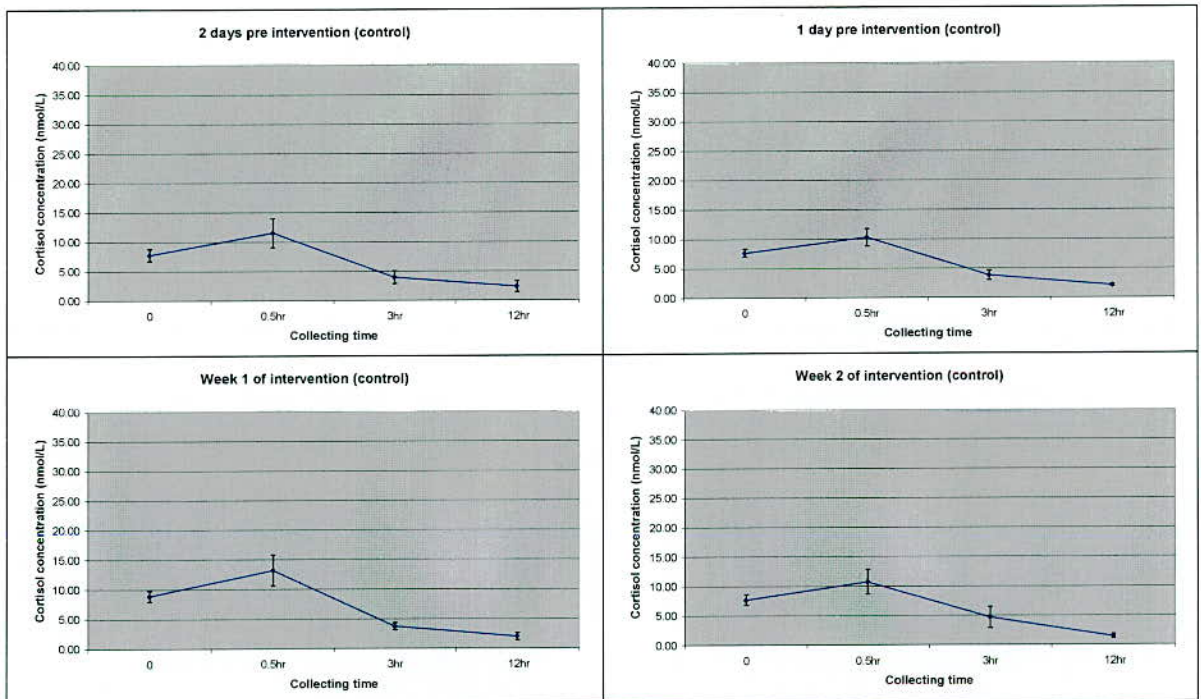 2 days pre intervention (control)
Cortisol concentration (nmol/L)
40.00
35.00
30.00
25.00
20.00
15.00
10.00
5.00
0.00
0
0.5hr
3hr
12hr
Collecting time
1 day pre intervention (control)
Cortisol concentration (nmol/L)
40.00
35.00
30.00
25.00
20.00
15.00
10.00
5.00
0.00
0
0.5hr
3hr
12hr
Collecting time
Week 1 of intervention (control)
Cortisol concentration (nmol/L)
40.00
35.00
30.00
25.00
20.00
15.00
10.00
5.00
0.00
0
0.5hr
3hr
12hr
Collecting time
Week 2 of intervention (control)
Cortisol concentration (nmol/L)
40.00
35.00
30.00
25.00
20.00
15.00
10.00
5.00
0.00
0
0.5hr
3hr
12hr
Collecting time